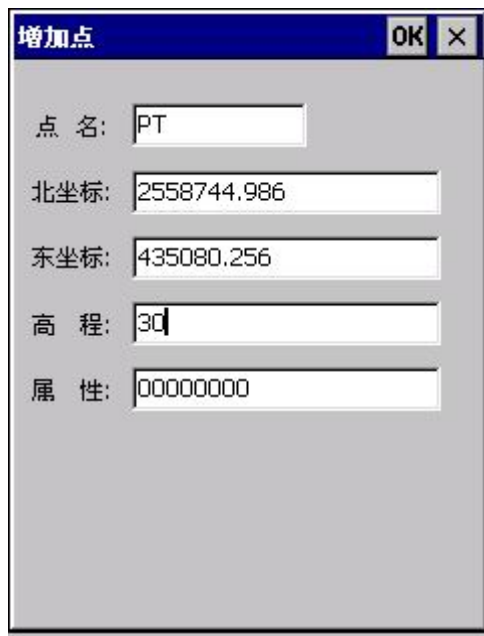 增加点 OK ×
点 名: PT
北坐标: 2558744.986
东坐标: 435080.256
高 程: 30
属 性: 00000000